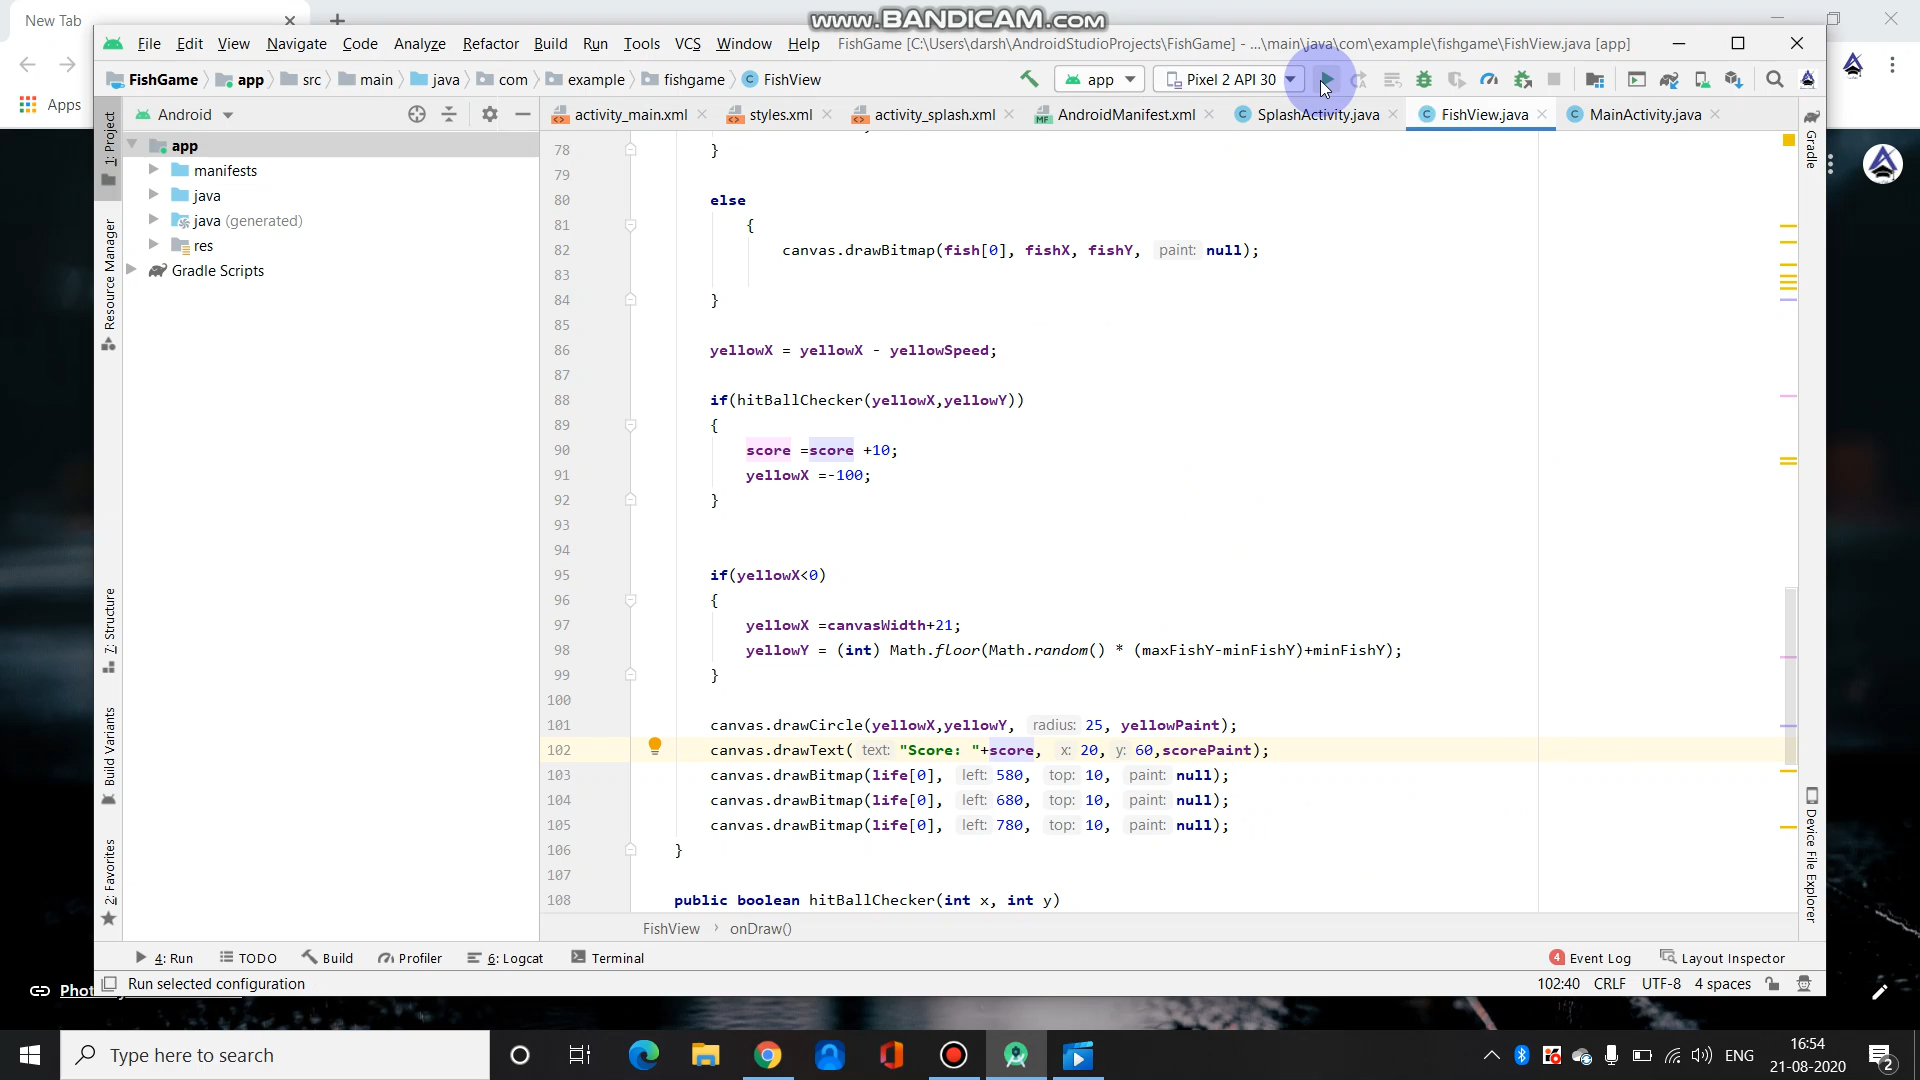 New Tab
www.BANDICAM.com
File Edit View Navigate Code Analyze Refactor Build Run Tools VCS Window Help FishGame [C:\Users\darsh\AndroidStudioProjects\FishGame] - ...\main\java\com\example\fishgame\FishView.java [app]
FishGame app src main java com example fishgame FishView app Pixel 2 API 30
Apps
Android
activity_main.xml styles.xml activity_splash.xml AndroidManifest.xml SplashActivity.java FishView.java MainActivity.java
1: Project
Resource Manager
7: Structure
Build Variants
2: Favorites
Gradle
Device File Explorer
app
manifests
java
java (generated)
res
Gradle Scripts
78 }
79
80 else
81 {
82 canvas.drawBitmap(fish[0], fishX, fishY, paint: null);
83
84 }
85
86 yellowX = yellowX - yellowSpeed;
87
88 if(hitBallChecker(yellowX,yellowY))
89 {
90 score =score +10;
91 yellowX =-100;
92 }
93
94
95 if(yellowX<0)
96 {
97 yellowX =canvasWidth+21;
98 yellowY = (int) Math.floor(Math.random() * (maxFishY-minFishY)+minFishY);
99 }
100
101 canvas.drawCircle(yellowX,yellowY, radius: 25, yellowPaint);
102 canvas.drawText( text: "Score: "+score, x: 20, y: 60,scorePaint);
103 canvas.drawBitmap(life[0], left: 580, top: 10, paint: null);
104 canvas.drawBitmap(life[0], left: 680, top: 10, paint: null);
105 canvas.drawBitmap(life[0], left: 780, top: 10, paint: null);
106 }
107
108 public boolean hitBallChecker(int x, int y)
FishView › onDraw()
4: Run TODO Build Profiler 6: Logcat Terminal 4 Event Log Layout Inspector
Run selected configuration 102:40 CRLF UTF-8 4 spaces
Phot
Type here to search
ENG
16:54
21-08-2020
2